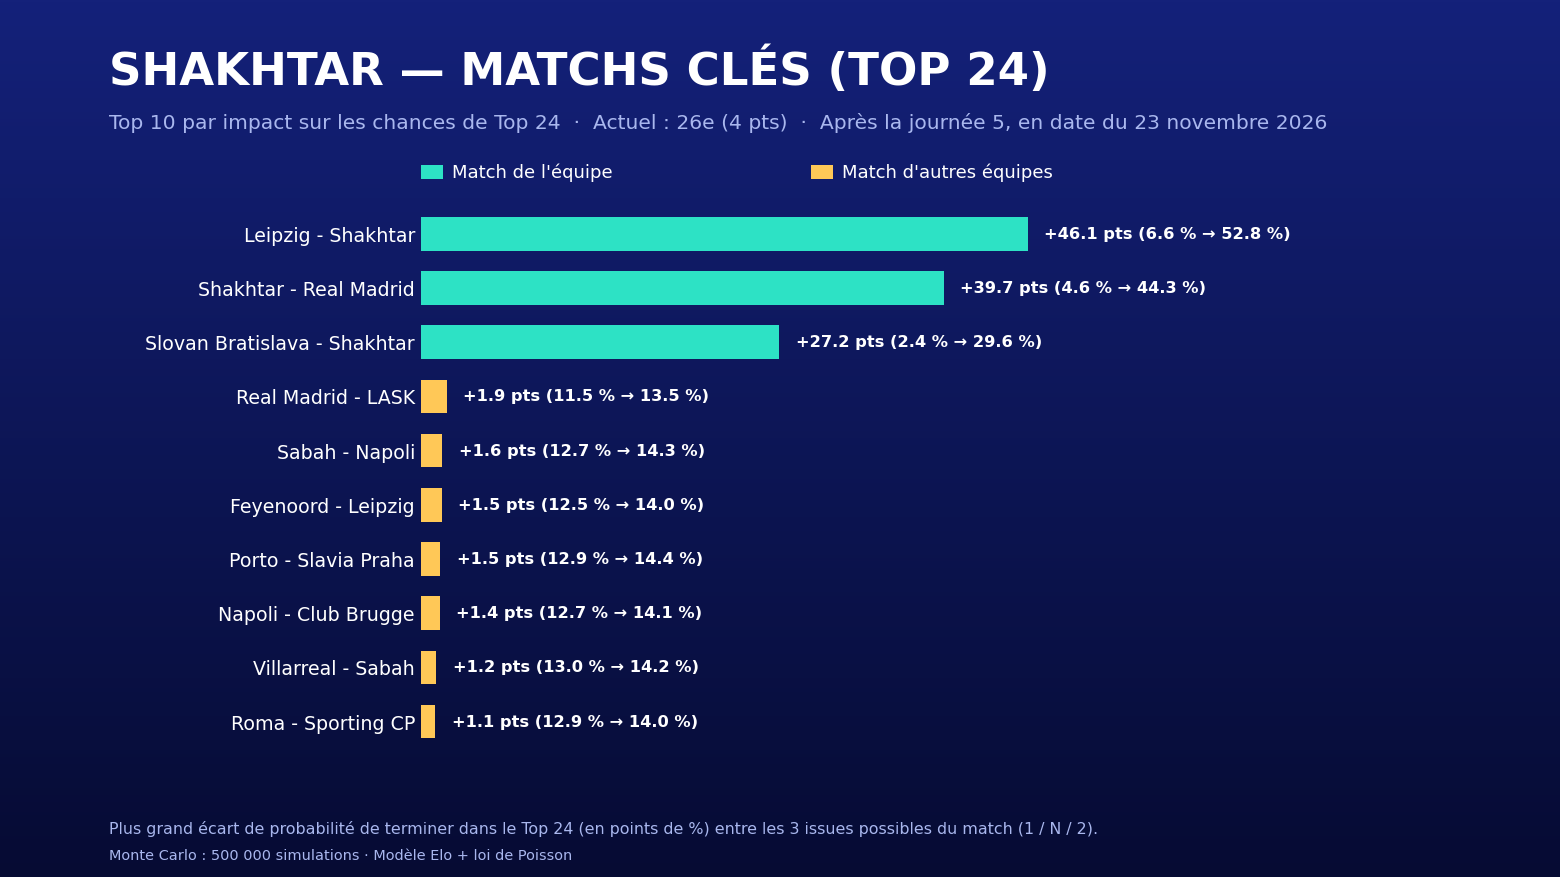 SHAKHTAR — MATCHS CLÉS (TOP 24)
Top 10 par impact sur les chances de Top 24 · Actuel : 26e (4 pts) · Après la journée 5, en date du 23 novembre 2026
Match de l'équipe
Match d'autres équipes
Leipzig - Shakhtar +46.1 pts (6.6 % → 52.8 %)
Shakhtar - Real Madrid +39.7 pts (4.6 % → 44.3 %)
Slovan Bratislava - Shakhtar +27.2 pts (2.4 % → 29.6 %)
Real Madrid - LASK +1.9 pts (11.5 % → 13.5 %)
Sabah - Napoli +1.6 pts (12.7 % → 14.3 %)
Feyenoord - Leipzig +1.5 pts (12.5 % → 14.0 %)
Porto - Slavia Praha +1.5 pts (12.9 % → 14.4 %)
Napoli - Club Brugge +1.4 pts (12.7 % → 14.1 %)
Villarreal - Sabah +1.2 pts (13.0 % → 14.2 %)
Roma - Sporting CP +1.1 pts (12.9 % → 14.0 %)
Plus grand écart de probabilité de terminer dans le Top 24 (en points de %) entre les 3 issues possibles du match (1 / N / 2).
Monte Carlo : 500 000 simulations · Modèle Elo + loi de Poisson